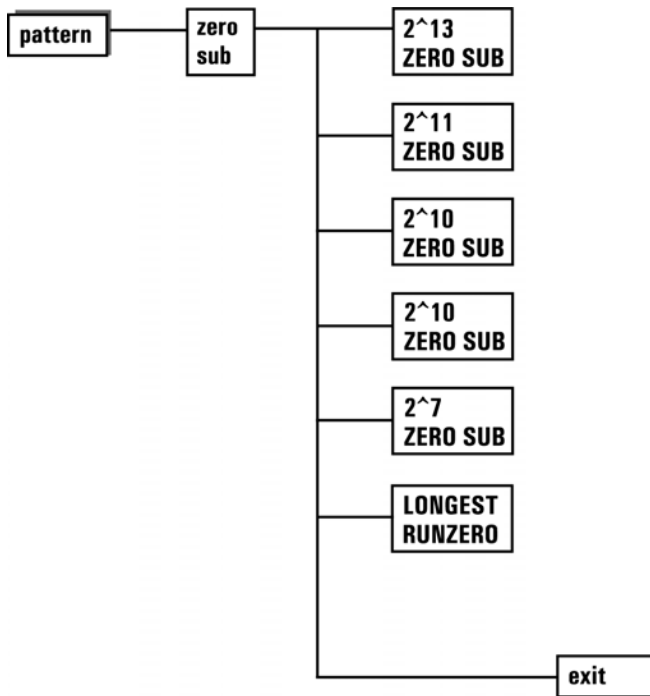 pattern
zero
sub
2^13
ZERO SUB
2^11
ZERO SUB
2^10
ZERO SUB
2^10
ZERO SUB
2^7
ZERO SUB
LONGEST
RUNZERO
exit